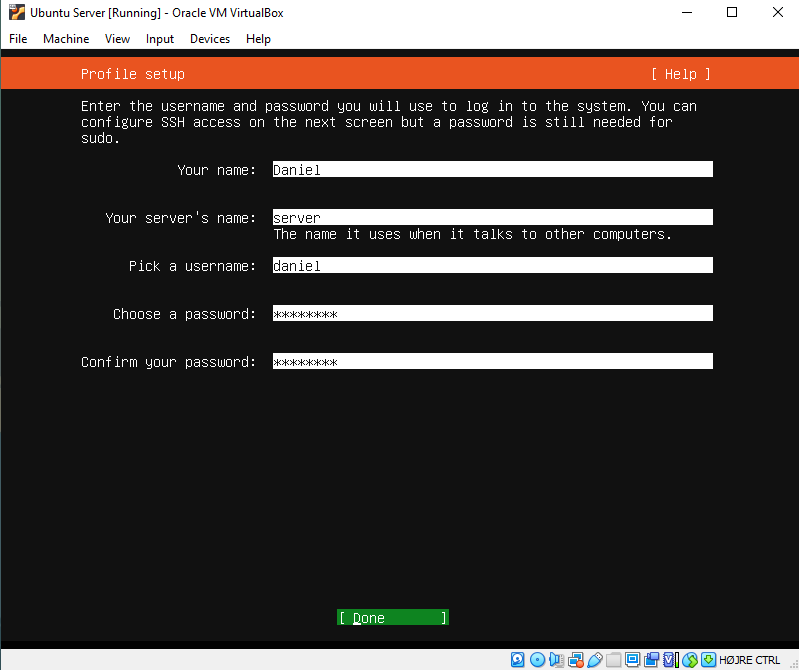 Ubuntu Server [Running] - Oracle VM VirtualBox
File Machine View Input Devices Help
Profile setup [ Help ]
Enter the username and password you will use to log in to the system. You can
configure SSH access on the next screen but a password is still needed for
sudo.
Your name: Daniel
Your server's name: server
The name it uses when it talks to other computers.
Pick a username: daniel
Choose a password: ********
Confirm your password: ********
[ Done ]
HØJRE CTRL